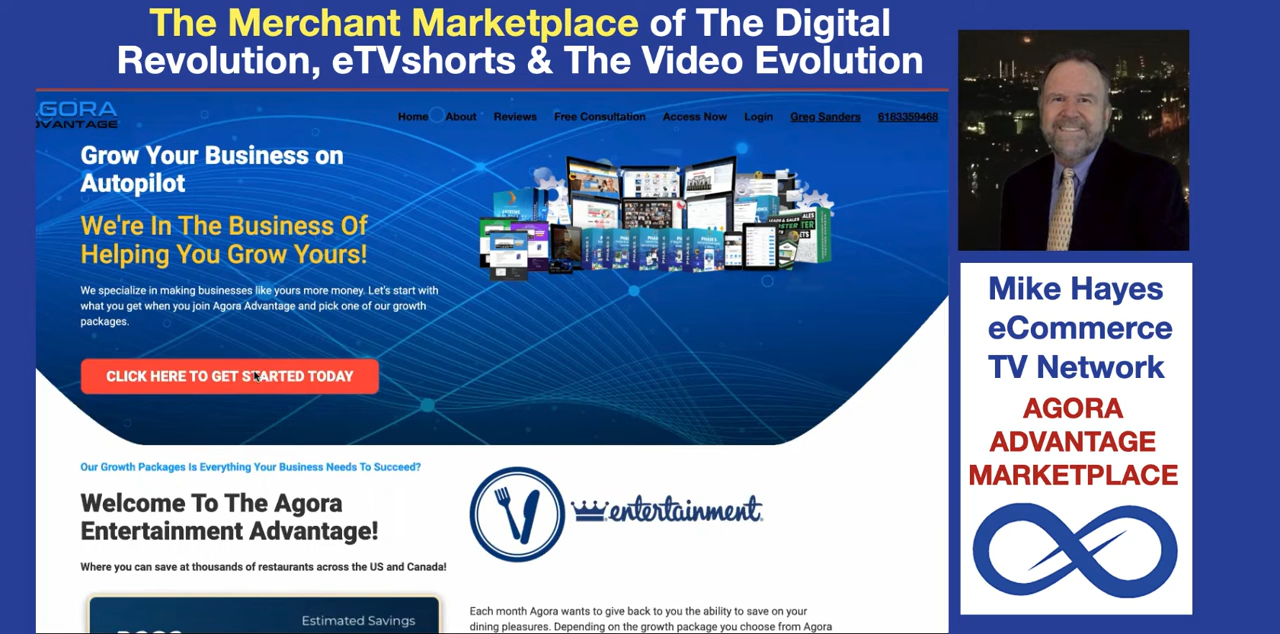 The Merchant Marketplace of The Digital
Revolution, eTVshorts & The Video Evolution
GORA
ADVANTAGE
Home About Reviews Free Consultation Access Now Login Greg Sanders 6183359468
Grow Your Business on
Autopilot
We're In The Business Of
Helping You Grow Yours!
We specialize in making businesses like yours more money. Let's start with
what you get when you join Agora Advantage and pick one of our growth
packages.
CLICK HERE TO GET STARTED TODAY
Our Growth Packages Is Everything Your Business Needs To Succeed?
Welcome To The Agora
Entertainment Advantage!
Where you can save at thousands of restaurants across the US and Canada!
entertainment.
Estimated Savings
Each month Agora wants to give back to you the ability to save on your
dining pleasures. Depending on the growth package you choose from Agora
Mike Hayes
eCommerce
TV Network
AGORA
ADVANTAGE
MARKETPLACE